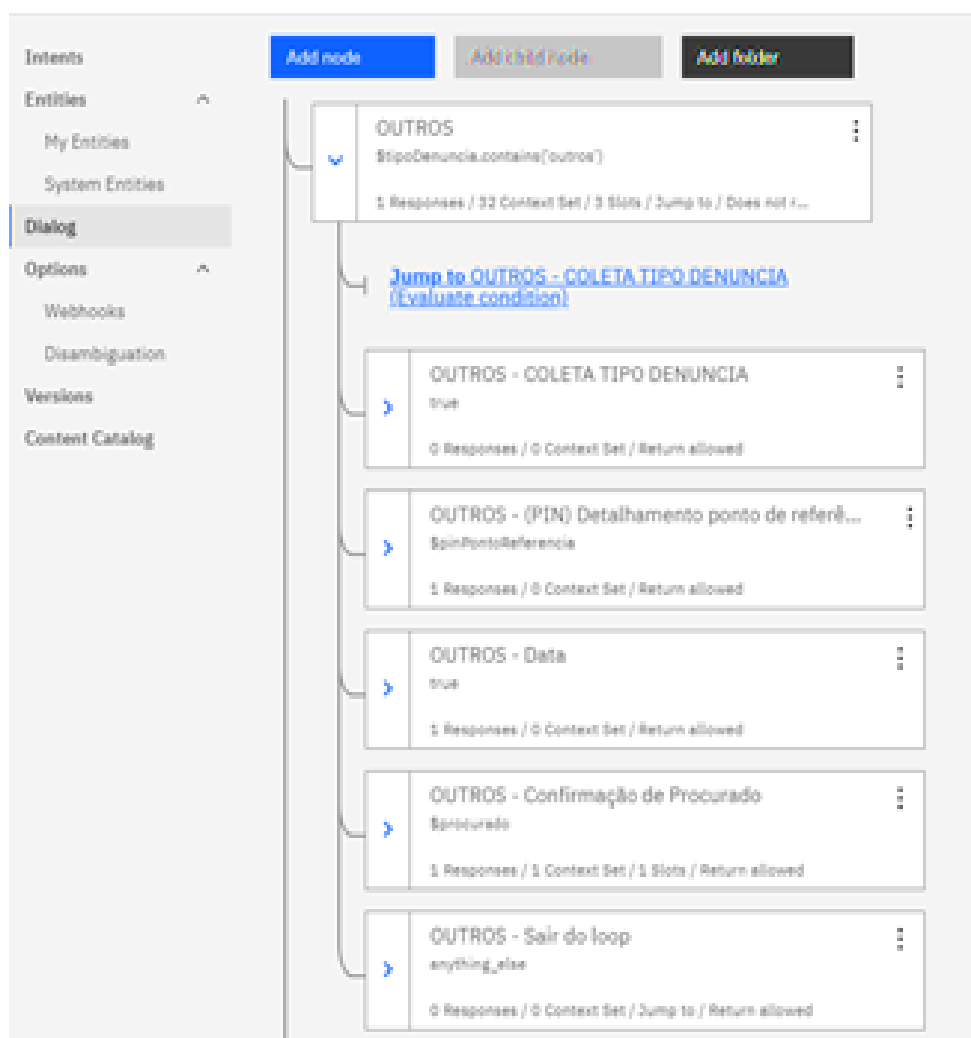 Intents
Entities
My Entities
System Entities
Dialog
Options
Webhooks
Disambiguation
Versions
Content Catalog
Add node
Add child node
Add folder
OUTROS
$tipoDenuncia.contains('outros')
1 Responses / 32 Context Set / 3 Slots / Jump to / Does not r...
Jump to OUTROS - COLETA TIPO DENUNCIA
(Evaluate condition)
OUTROS - COLETA TIPO DENUNCIA
true
0 Responses / 0 Context Set / Return allowed
OUTROS - (PIN) Detalhamento ponto de referê...
$pinPontoReferencia
1 Responses / 0 Context Set / Return allowed
OUTROS - Data
true
1 Responses / 0 Context Set / Return allowed
OUTROS - Confirmação de Procurado
$procurado
1 Responses / 1 Context Set / 1 Slots / Return allowed
OUTROS - Sair do loop
anything_else
0 Responses / 0 Context Set / Jump to / Return allowed